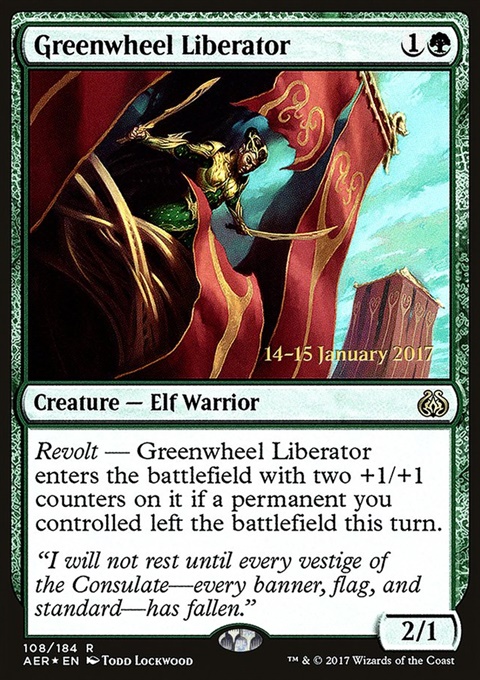 Greenwheel Liberator 1
14-15 January 2017
Creature — Elf Warrior
Revolt — Greenwheel Liberator
enters the battlefield with two +1/+1
counters on it if a permanent you
controlled left the battlefield this turn.
“I will not rest until every vestige of
the Consulate—every banner, flag, and
standard—has fallen.”
2/1
108/184 R
AER★EN Todd Lockwood
™ & © 2017 Wizards of the Coast